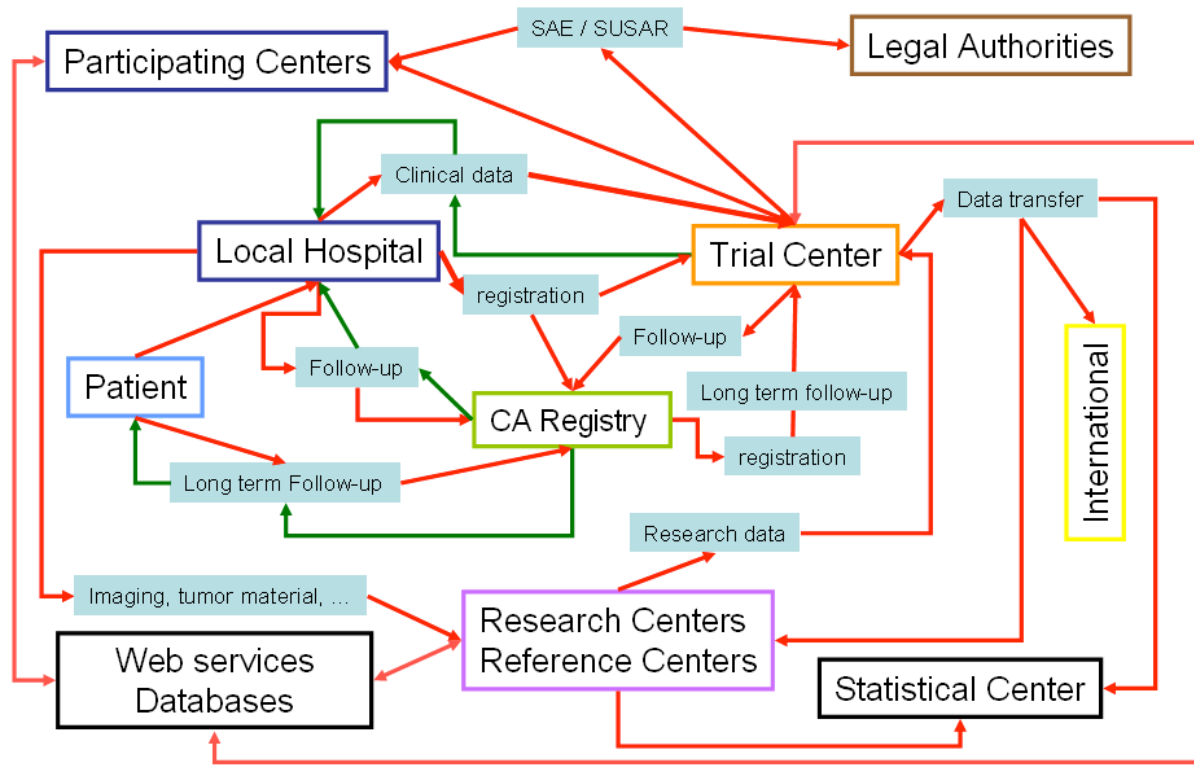 SAE / SUSAR
Participating Centers
Legal Authorities
Clinical data
Data transfer
Local Hospital
Trial Center
registration
Follow-up
Follow-up
Patient
Long term follow-up
CA Registry
International
registration
Long term Follow-up
Research data
Imaging, tumor material, ...
Research Centers
Reference Centers
Web services
Databases
Statistical Center